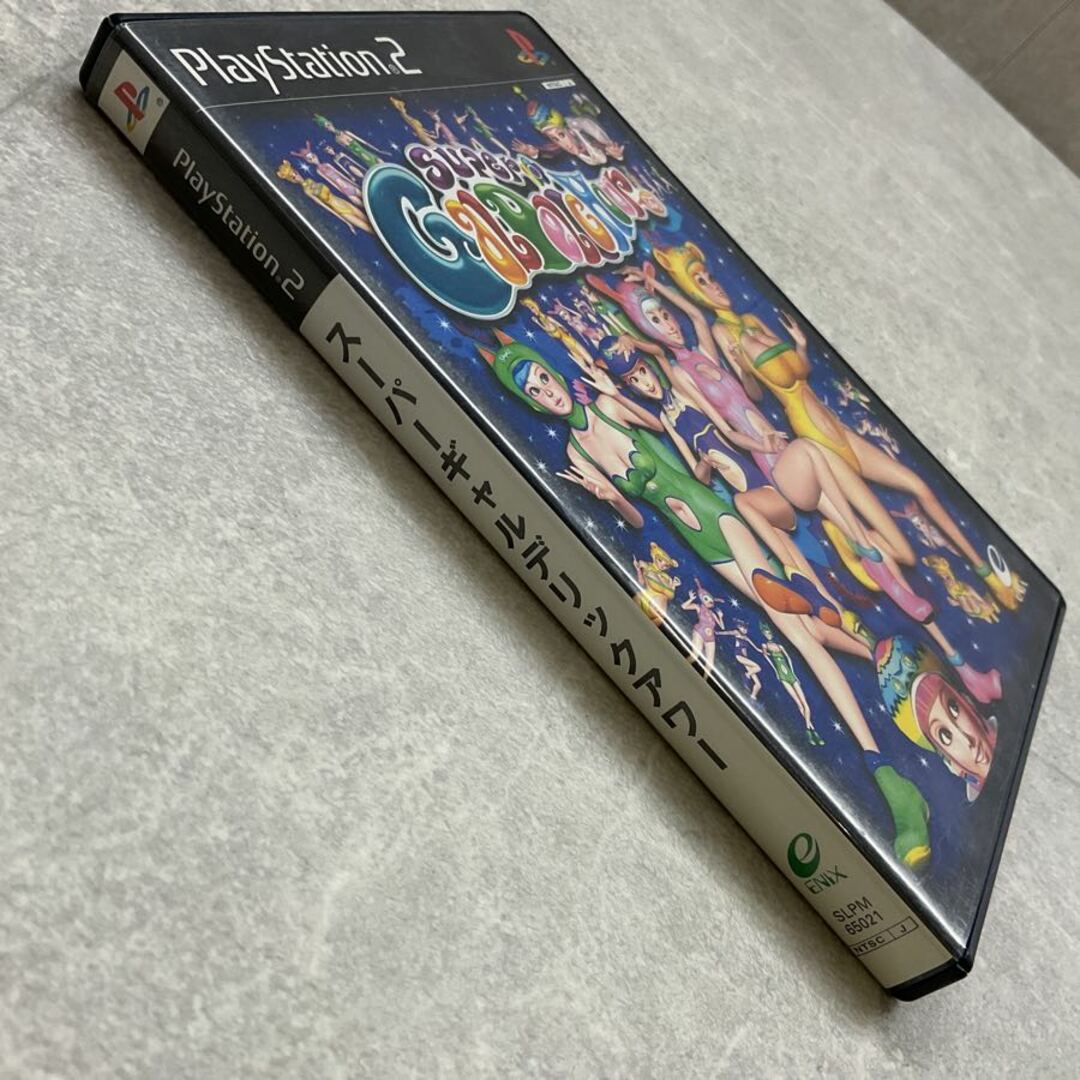 PlayStation®2
SUPER
GALDELIC HOUR
PlayStation®2
スーパーギャルデリックアワー
ENIX
SLPM
65021
NTSC J